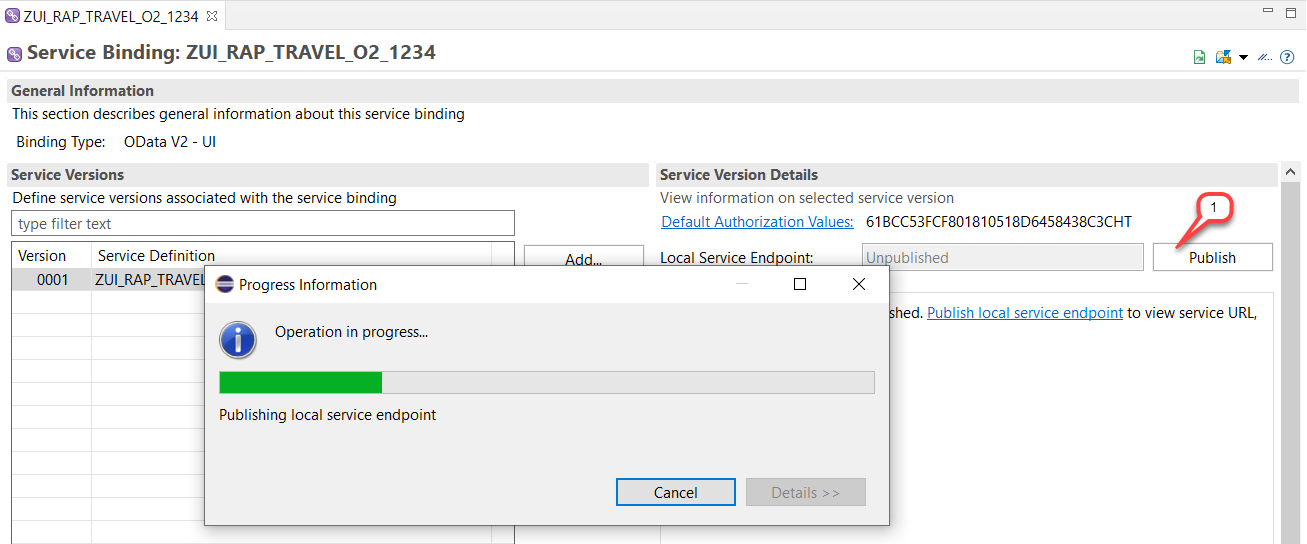 ZUI_RAP_TRAVEL_O2_1234
Service Binding: ZUI_RAP_TRAVEL_O2_1234
General Information
This section describes general information about this service binding
Binding Type: OData V2 - UI
Service Versions
Define service versions associated with the service binding
type filter text
Version Service Definition
0001 ZUI_RAP_TRAVEL
Add...
Service Version Details
View information on selected service version
Default Authorization Values: 61BCC53FCF801810518D6458438C3CHT
1
Local Service Endpoint: Unpublished Publish
shed. Publish local service endpoint to view service URL,
Progress Information
Operation in progress...
Publishing local service endpoint
Cancel Details >>